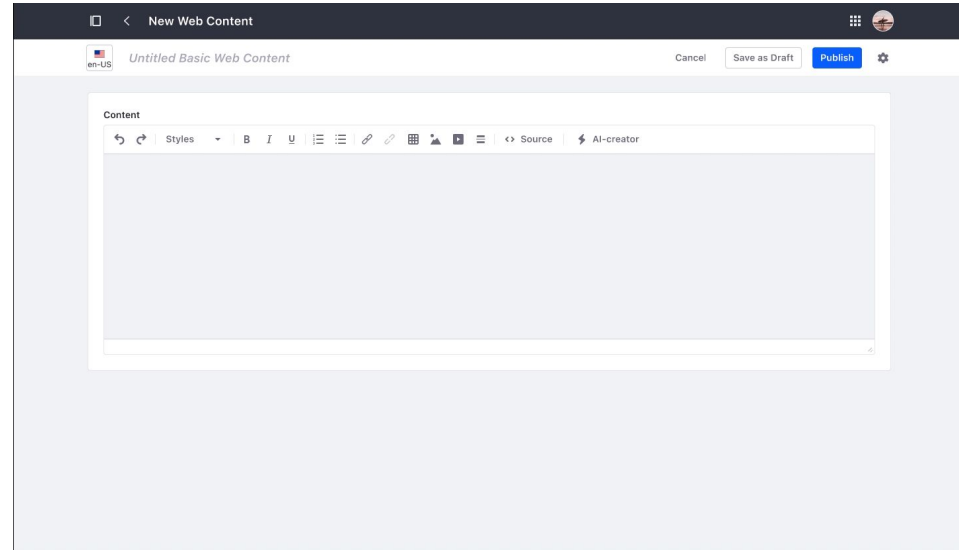 New Web Content
en-US
Untitled Basic Web Content
Cancel
Save as Draft
Publish
Content
Styles
B I U
Source
AI-creator